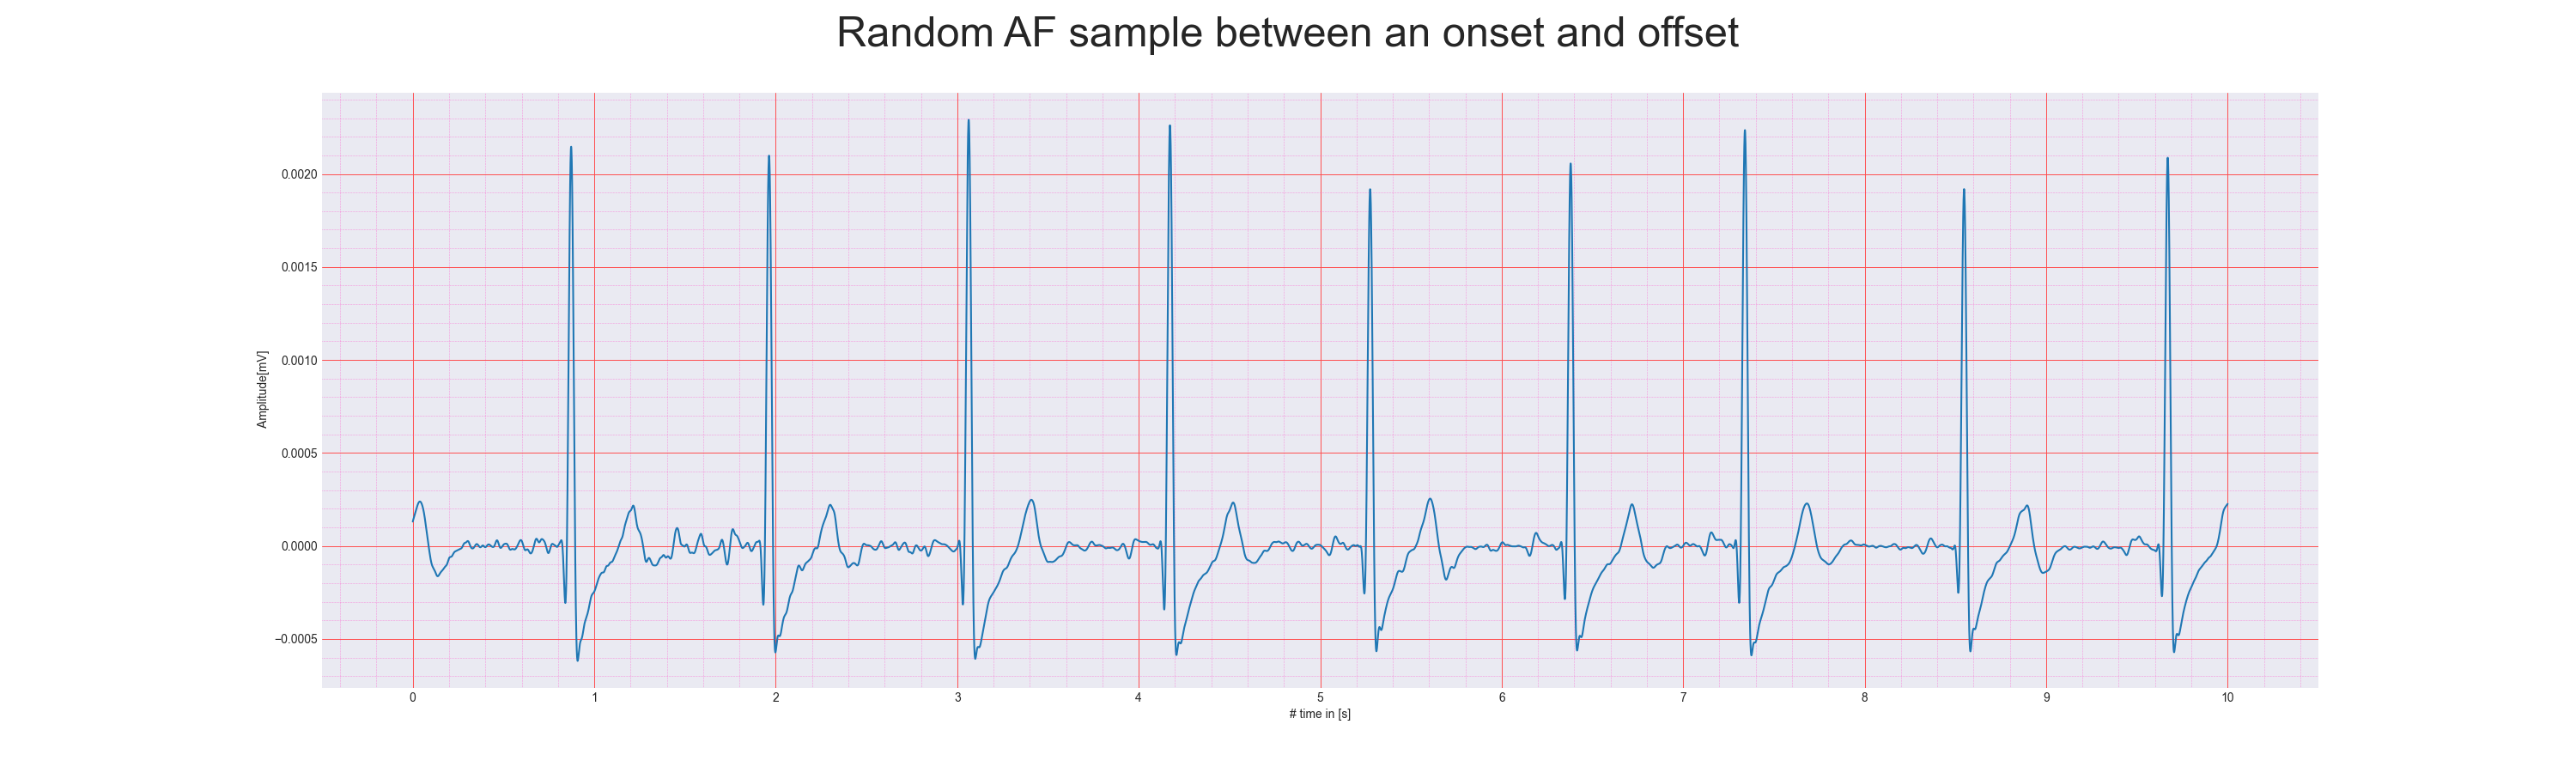 Random AF sample between an onset and offset
0.0020
0.0015
0.0010
0.0005
0.0000
−0.0005
Amplitude[mV]
0 1 2 3 4 5 6 7 8 9 10
# time in [s]